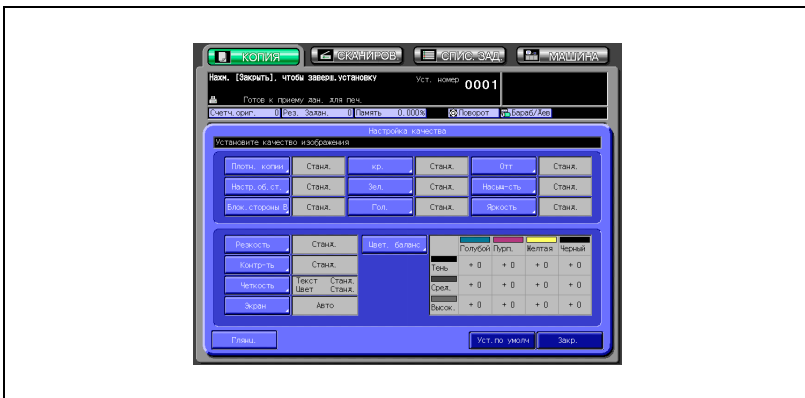 КОПИЯ СКАНИРОВ. СПИС. ЗАД. МАШИНА
Нажм. [Закрыть], чтобы заверш.установку Уст. номер 0001
Готов к приему дан. для печ.
Счетч.ориг. 0 Рез. Задан. 0 Память 0.000% Поворот Бараб/Лев
Настройка качества
Установите качество изображения
Плотн. копии Станд. кр. Станд. Отт Станд.
Настр.об.ст. Станд. Зел. Станд. Насыщ-сть Станд.
Блок.стороны В Станд. Гол. Станд. Яркость Станд.
Резкость Станд. Цвет. баланс Голубой Пурп. Желтая Черный
Контр-ть Станд. Тень + 0 + 0 + 0 + 0
Четкость Текст Станд. Цвет Станд. Сред. + 0 + 0 + 0 + 0
Экран Авто Высок. + 0 + 0 + 0 + 0
Глянц. Уст.по умолч Закр.